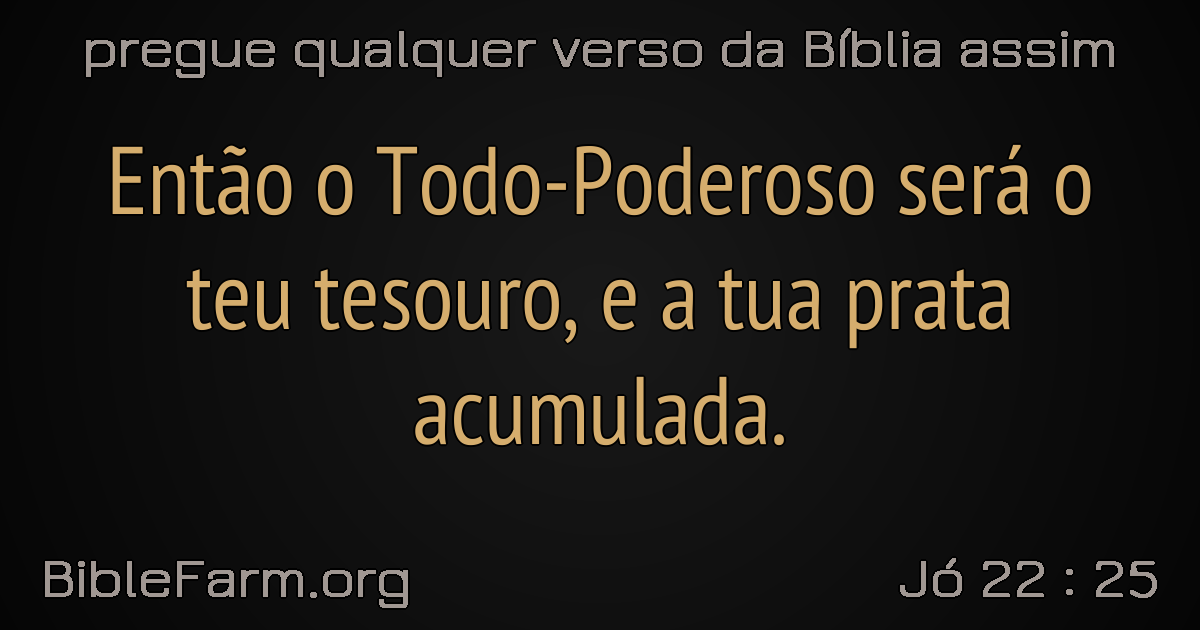 pregue qualquer verso da Bíblia assim
Então o Todo-Poderoso será o
teu tesouro, e a tua prata
acumulada.
BibleFarm.org
Jó 22 : 25